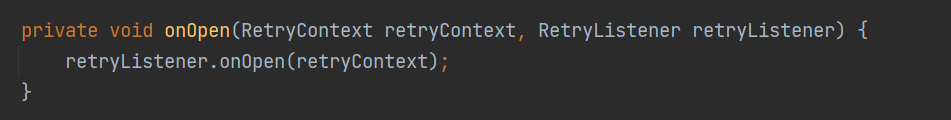 private void onOpen(RetryContext retryContext, RetryListener retryListener) {
    retryListener.onOpen(retryContext);
}